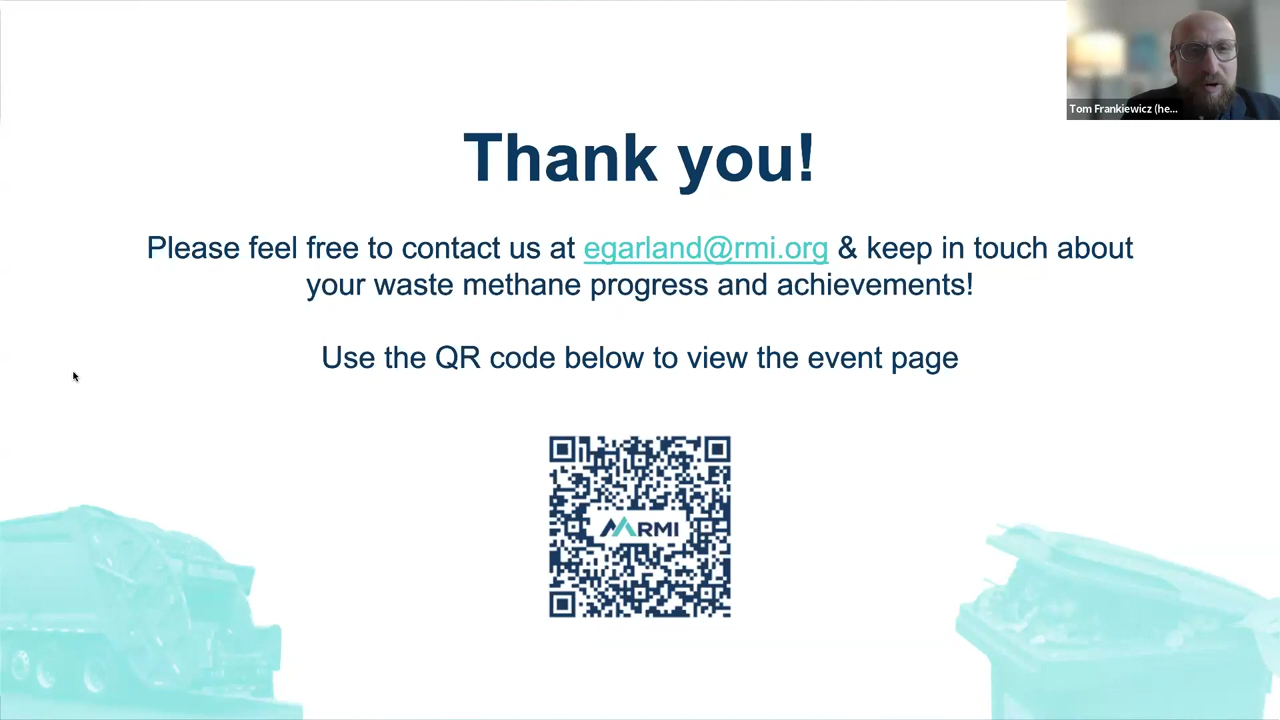 Tom Frankiewicz (he...
Thank you!
Please feel free to contact us at egarland@rmi.org & keep in touch about
your waste methane progress and achievements!
Use the QR code below to view the event page
RMI